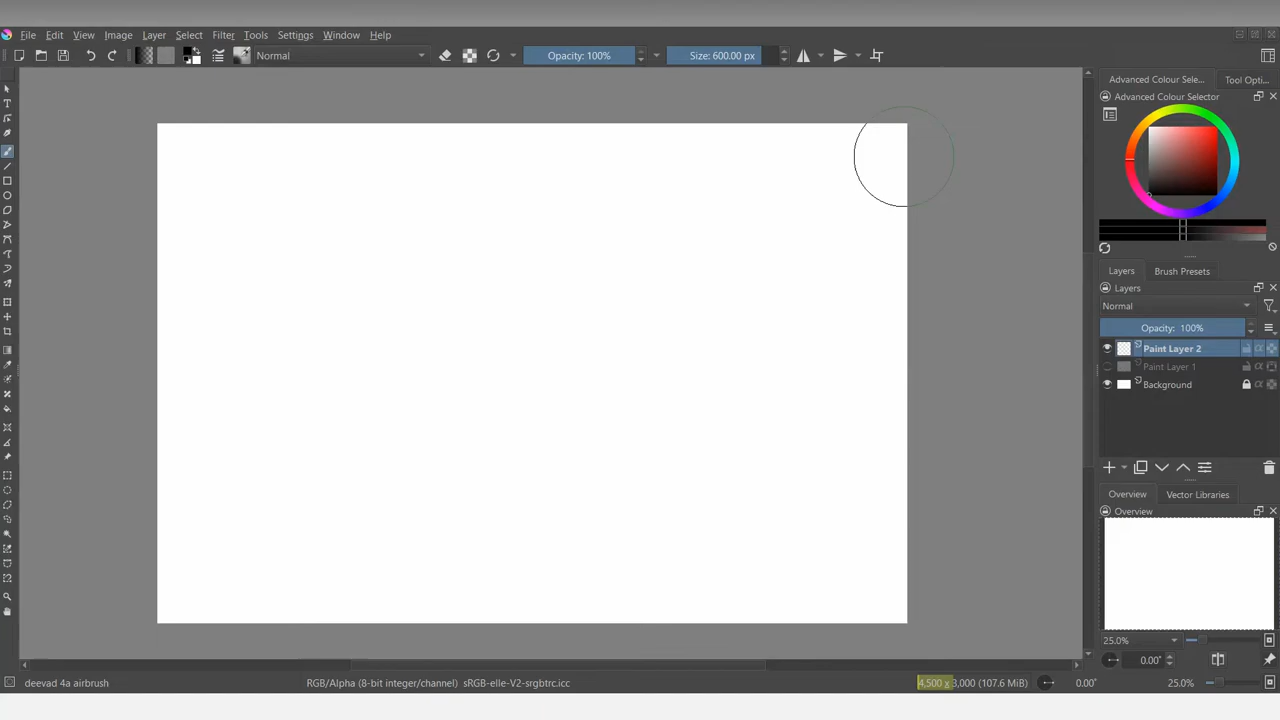 File Edit View Image Layer Select Filter Tools Settings Window Help
Normal Opacity: 100% Size: 600.00 px
Advanced Colour Sele... Tool Opti...
Advanced Colour Selector
Layers Brush Presets
Layers
Normal
Opacity: 100%
Paint Layer 2
Paint Layer 1
Background
Overview Vector Libraries
Overview
25.0%
0.00°
deevad 4a airbrush RGB/Alpha (8-bit integer/channel) sRGB-elle-V2-srgbtrc.icc 4,500 x 3,000 (107.6 MiB) 0.00° 25.0%